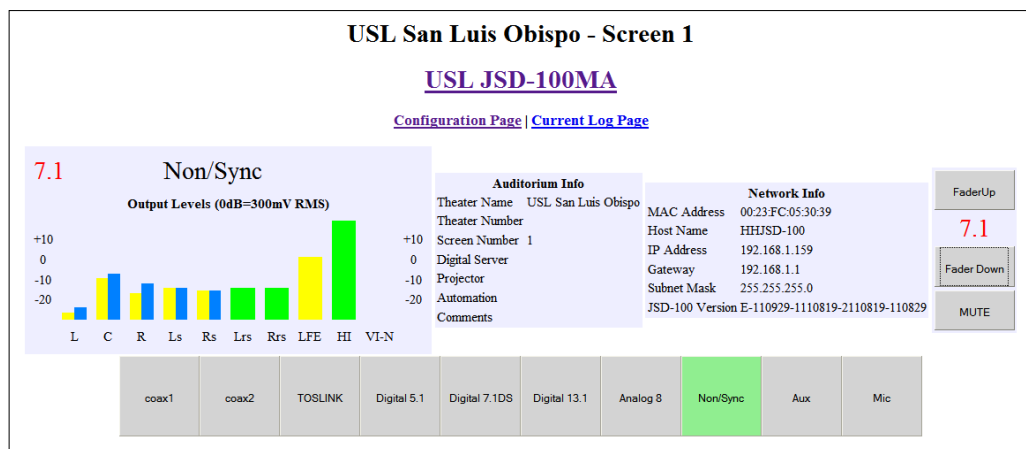 USL San Luis Obispo - Screen 1
USL JSD-100MA
Configuration Page | Current Log Page
7.1 Non/Sync
Output Levels (0dB=300mV RMS)
+10 +10
0 0
-10 -10
-20 -20
L C R Ls Rs Lrs Rrs LFE HI VI-N
Auditorium Info
Theater Name USL San Luis Obispo
Theater Number
Screen Number 1
Digital Server
Projector
Automation
Comments
Network Info
MAC Address 00:23:FC:05:30:39
Host Name HHJSD-100
IP Address 192.168.1.159
Gateway 192.168.1.1
Subnet Mask 255.255.255.0
JSD-100 Version E-110929-1110819-2110819-110829
FaderUp
7.1
Fader Down
MUTE
coax1 coax2 TOSLINK Digital 5.1 Digital 7.1DS Digital 13.1 Analog 8 Non/Sync Aux Mic